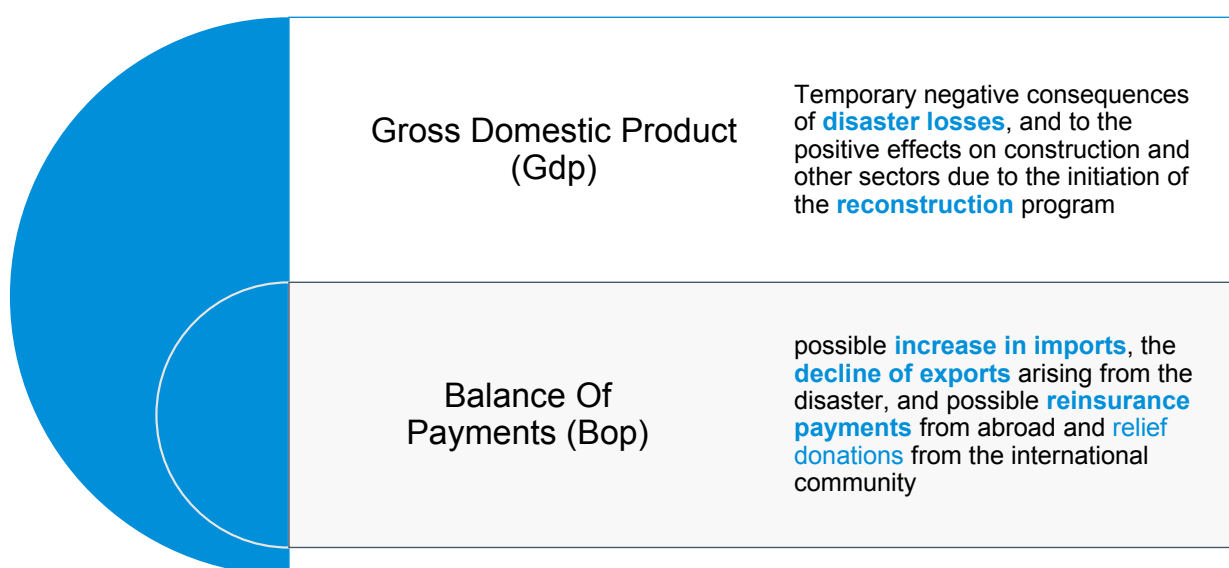 Gross Domestic Product
(Gdp)
Temporary negative consequences
of disaster losses, and to the
positive effects on construction and
other sectors due to the initiation of
the reconstruction program
Balance Of
Payments (Bop)
possible increase in imports, the
decline of exports arising from the
disaster, and possible reinsurance
payments from abroad and relief
donations from the international
community